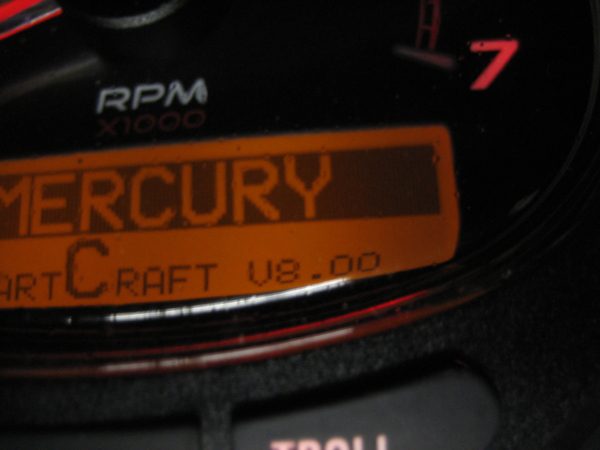 7
RPM
X1000
MERCURY
ARTCRAFT V8.00
TROLL